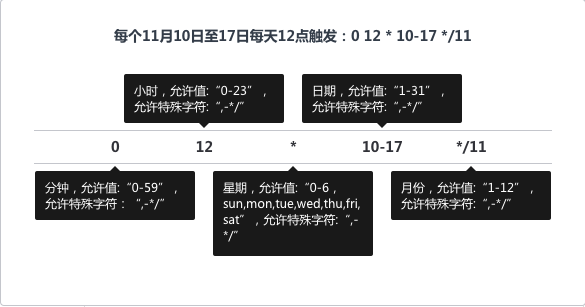 每个11月10日至17日每天12点触发：0 12 * 10-17 */11
小时，允许值:“0-23”，
允许特殊字符:“,-*/”
日期，允许值:“1-31”，
允许特殊字符:“,-*/”
0 12 * 10-17 */11
分钟，允许值:“0-59”，
允许特殊字符：“,-*/”
星期，允许值:“0-6，
sun,mon,tue,wed,thu,fri,
sat”，允许特殊字符:“,-
*/”
月份，允许值:“1-12”，
允许特殊字符:“,-*/”